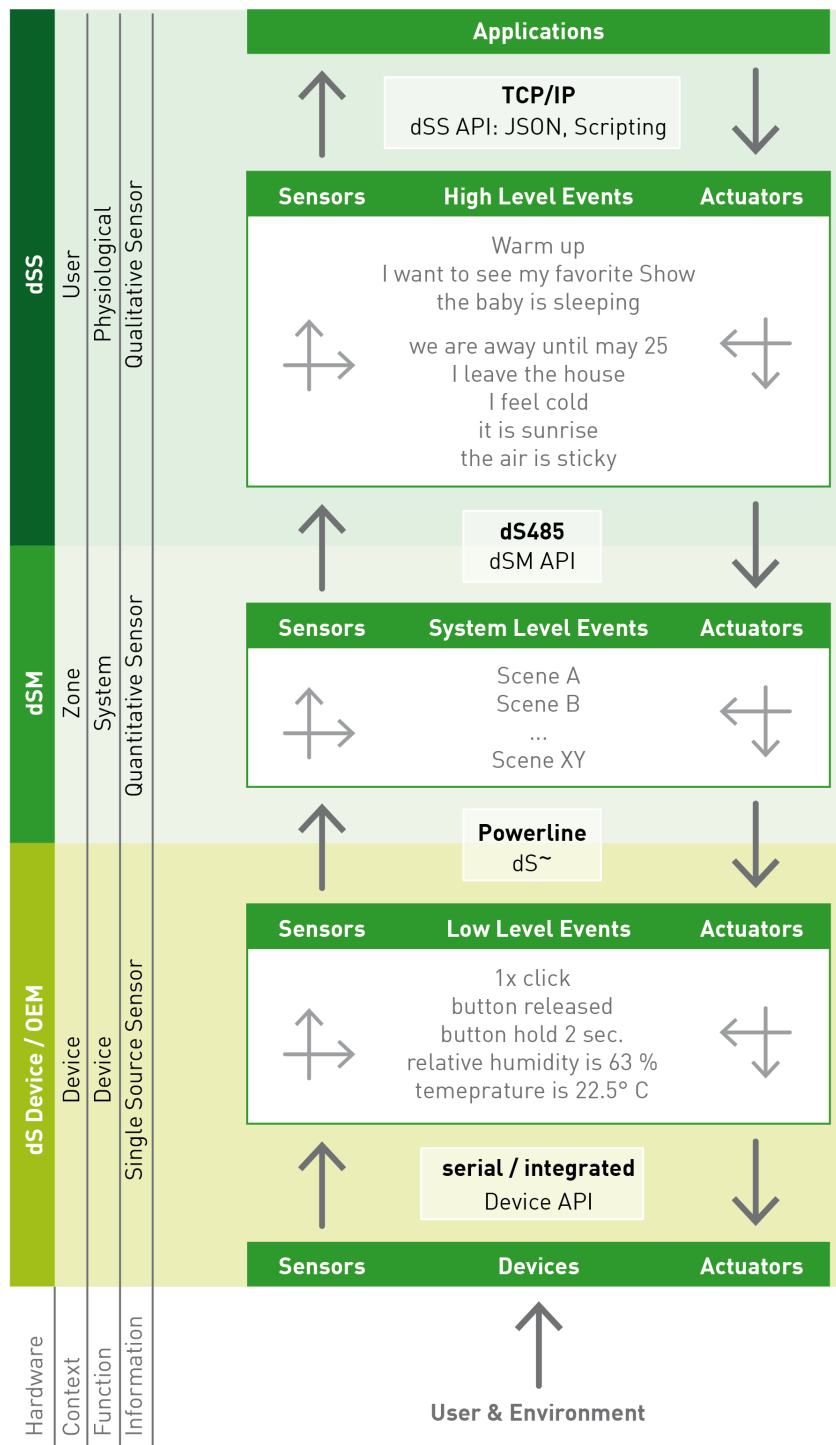 Applications
TCP/IP
dSS API: JSON, Scripting
Sensors High Level Events Actuators
Warm up
I want to see my favorite Show
the baby is sleeping
we are away until may 25
I leave the house
I feel cold
it is sunrise
the air is sticky
dSS
User
Physiological
Qualitative Sensor
dS485
dSM API
Sensors System Level Events Actuators
Scene A
Scene B
...
Scene XY
dSM
Zone
System
Quantitative Sensor
Powerline
dS~
Sensors Low Level Events Actuators
1x click
button released
button hold 2 sec.
relative humidity is 63 %
temeprature is 22.5° C
dS Device / OEM
Device
Device
Single Source Sensor
serial / integrated
Device API
Sensors Devices Actuators
Hardware
Context
Function
Information
User & Environment